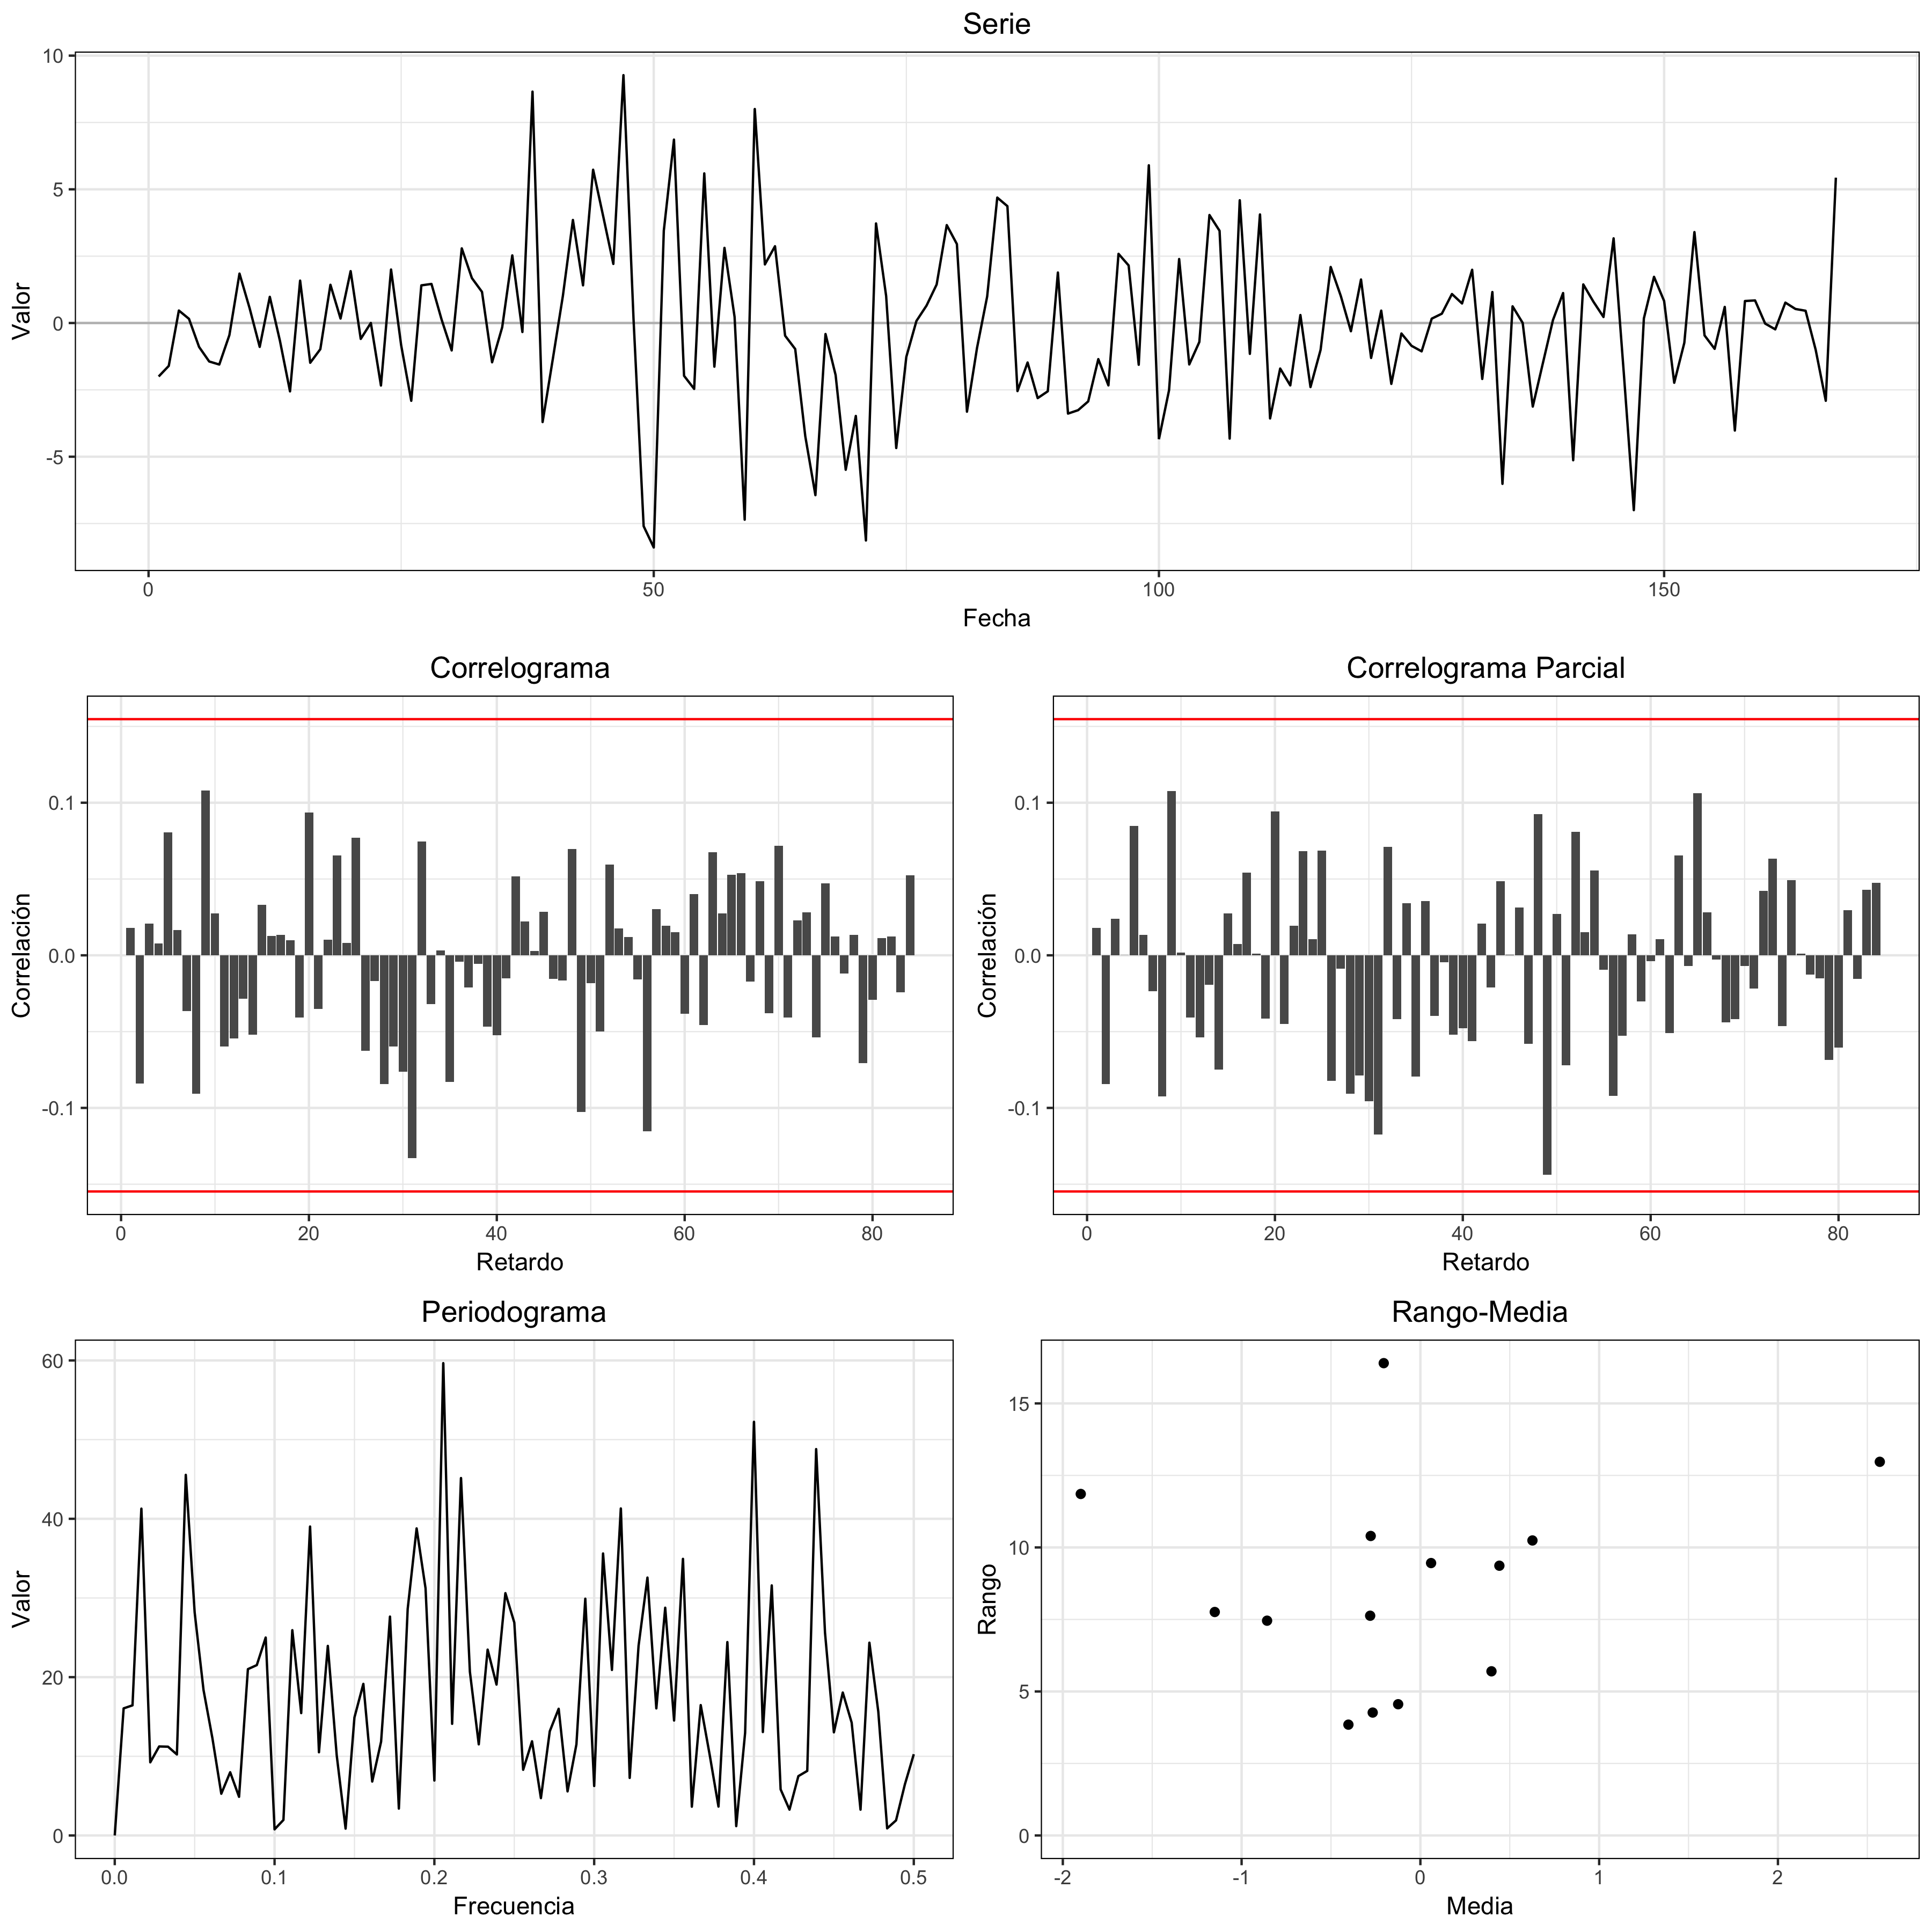 Serie
10
5
0
-5
Valor
0 50 100 150
Fecha
Correlograma
0.1
0.0
-0.1
Correlación
0 20 40 60 80
Retardo
Correlograma Parcial
0.1
0.0
-0.1
Correlación
0 20 40 60 80
Retardo
Periodograma
60
40
20
0
Valor
0.0 0.1 0.2 0.3 0.4 0.5
Frecuencia
Rango-Media
15
10
5
0
Rango
-2 -1 0 1 2
Media